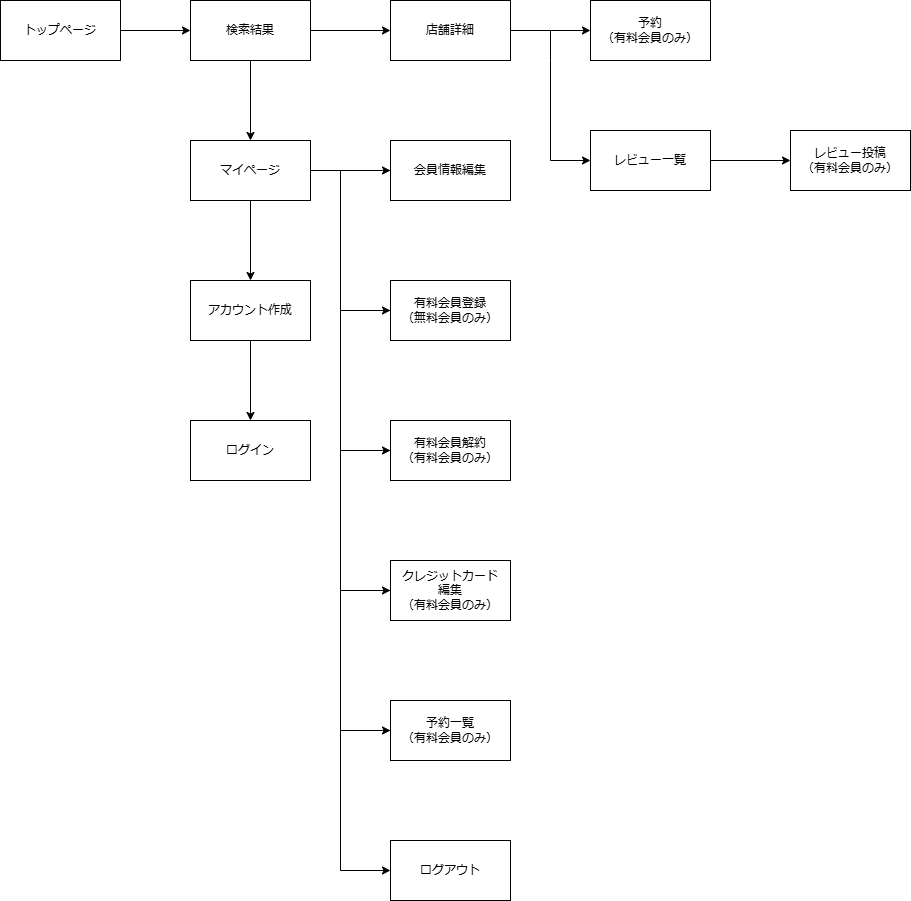 トップページ
検索結果
店舗詳細
予約
（有料会員のみ）
レビュー一覧
レビュー投稿
（有料会員のみ）
マイページ
会員情報編集
アカウント作成
有料会員登録
（無料会員のみ）
ログイン
有料会員解約
（有料会員のみ）
クレジットカード
編集
（有料会員のみ）
予約一覧
（有料会員のみ）
ログアウト